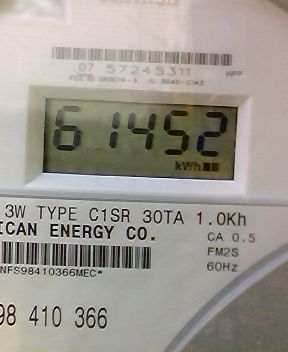 07 57245311 HPP
61452
kWh
3W TYPE C1SR 30TA 1.0Kh
ICAN ENERGY CO.
CA 0.5
FM2S
NFS98410366MEC*
60Hz
98 410 366